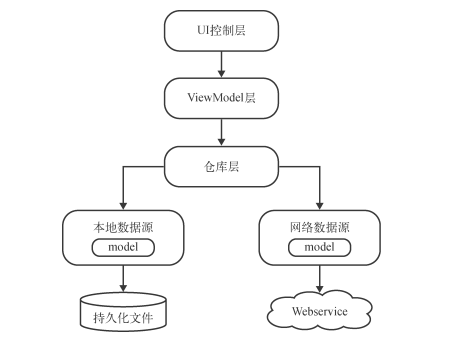 UI控制层
ViewModel层
仓库层
本地数据源
model
网络数据源
model
持久化文件
Webservice